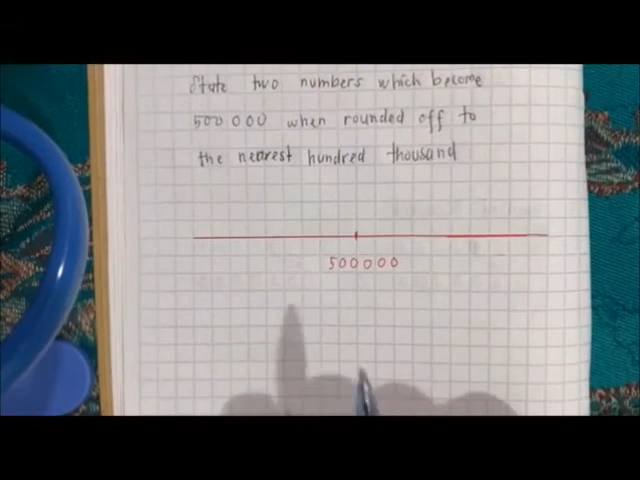 State two numbers which become
500 000 when rounded off to
the nearest hundred thousand
500000